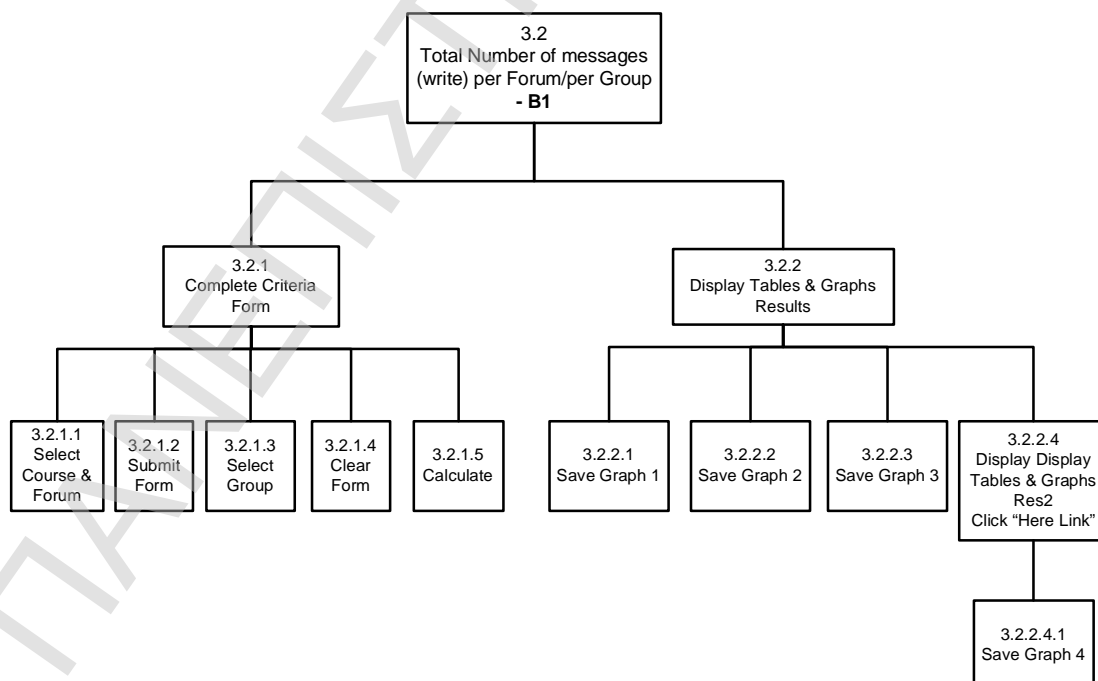 3.2
Total Number of messages
(write) per Forum/per Group
- B1
3.2.1
Complete Criteria
Form
3.2.2
Display Tables & Graphs
Results
3.2.1.1
Select
Course &
Forum
3.2.1.2
Submit
Form
3.2.1.3
Select
Group
3.2.1.4
Clear
Form
3.2.1.5
Calculate
3.2.2.1
Save Graph 1
3.2.2.2
Save Graph 2
3.2.2.3
Save Graph 3
3.2.2.4
Display Display
Tables & Graphs
Res2
Click “Here Link”
3.2.2.4.1
Save Graph 4
ΠΑΝΕΠΙΣΤ